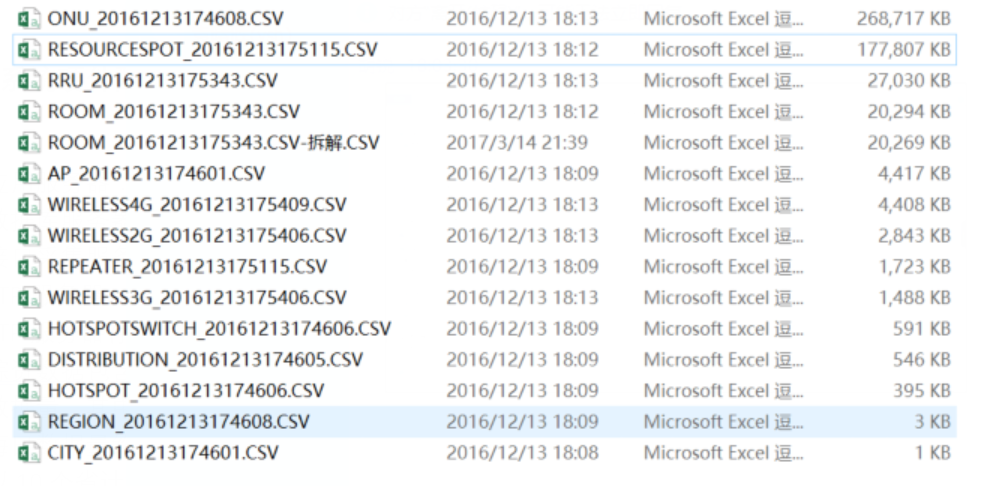 ONU_20161213174608.CSV 2016/12/13 18:13 Microsoft Excel 逗... 268,717 KB
RESOURCESPOT_20161213175115.CSV 2016/12/13 18:12 Microsoft Excel 逗... 177,807 KB
RRU_20161213175343.CSV 2016/12/13 18:13 Microsoft Excel 逗... 27,030 KB
ROOM_20161213175343.CSV 2016/12/13 18:12 Microsoft Excel 逗... 20,294 KB
ROOM_20161213175343.CSV-拆解.CSV 2017/3/14 21:39 Microsoft Excel 逗... 20,269 KB
AP_20161213174601.CSV 2016/12/13 18:09 Microsoft Excel 逗... 4,417 KB
WIRELESS4G_20161213175409.CSV 2016/12/13 18:13 Microsoft Excel 逗... 4,408 KB
WIRELESS2G_20161213175406.CSV 2016/12/13 18:13 Microsoft Excel 逗... 2,843 KB
REPEATER_20161213175115.CSV 2016/12/13 18:09 Microsoft Excel 逗... 1,723 KB
WIRELESS3G_20161213175406.CSV 2016/12/13 18:13 Microsoft Excel 逗... 1,488 KB
HOTSPOTSWITCH_20161213174606.CSV 2016/12/13 18:09 Microsoft Excel 逗... 591 KB
DISTRIBUTION_20161213174605.CSV 2016/12/13 18:09 Microsoft Excel 逗... 546 KB
HOTSPOT_20161213174606.CSV 2016/12/13 18:09 Microsoft Excel 逗... 395 KB
REGION_20161213174608.CSV 2016/12/13 18:09 Microsoft Excel 逗... 3 KB
CITY_20161213174601.CSV 2016/12/13 18:08 Microsoft Excel 逗... 1 KB